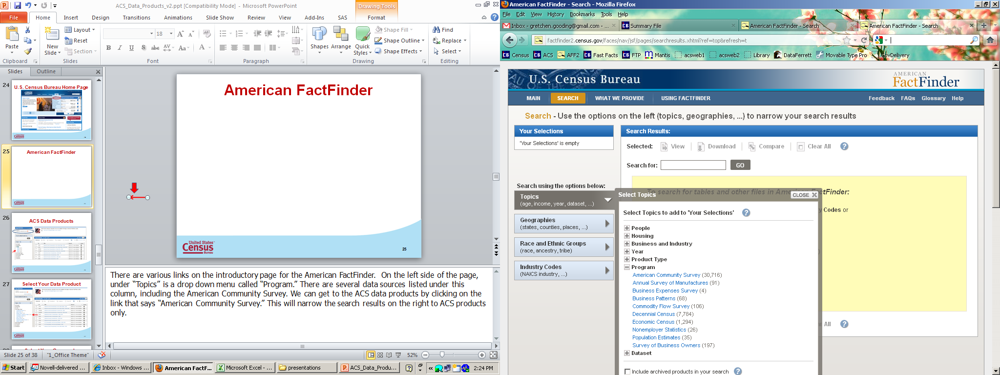 ACS_Data_Products_v2.ppt [Compatibility Mode] - Microsoft PowerPoint
Drawing Tools
File Home Insert Design Transitions Animations Slide Show Review View Add-Ins SAS Format
Paste
New Slide
Layout
Reset
Section
18
Shapes Arrange Quick Styles
Shape Fill
Shape Outline
Shape Effects
Find
Replace
Select
Clipboard Slides Font Paragraph Drawing Editing
Slides Outline
24
U.S. Census Bureau Home Page
25
American FactFinder
26
ACS Data Products
27
Select Your Data Product
American FactFinder
United States
Census
Bureau
25
There are various links on the introductory page for the American FactFinder. On the left side of the page,
under “Topics” is a drop down menu called “Program.” There are several data sources listed under this
column, including the American Community Survey. We can get to the ACS data products by clicking on the
link that says “American Community Survey.” This will narrow the search results on the right to ACS products
only.
Slide 25 of 38 "1_Office Theme" 52%
Start Novell-delivered ... Inbox - Windows ... American FactF... Microsoft Excel - ... presentations ACS_Data_Produ... 2:24 PM
American FactFinder - Search - Mozilla Firefox
File Edit View History Bookmarks Tools Help
Inbox - gretchen.gooding@gmail.com - ... Summary File American FactFinder - Search American FactFinder - Search
factfinder2.census.gov/faces/nav/jsf/pages/searchresults.xhtml?ref=top&refresh=t
Census ACS AFF2 Fast Facts FTP Mantis acsweb1 acsweb2 Library DataFerrett Movable Type Pro GovDelivery
U.S. Census Bureau
AMERICAN
FactFinder
MAIN SEARCH WHAT WE PROVIDE USING FACTFINDER Feedback FAQs Glossary Help
Search - Use the options on the left (topics, geographies, ...) to narrow your search results
Your Selections
'Your Selections' is empty
Search Results:
Selected: View Download Compare Clear All
Search for: GO
To search for tables and other files in American FactFinder:
Codes or
Search using the options below:
Topics
(age, income, year, dataset, ...)
Geographies
(states, counties, places, ...)
Race and Ethnic Groups
(race, ancestry, tribe)
Industry Codes
(NAICS industry, ...)
Select Topics
CLOSE
Select Topics to add to 'Your Selections'
People
Housing
Business and Industry
Year
Product Type
Program
American Community Survey (30,716)
Annual Survey of Manufactures (91)
Business Expenses Survey (4)
Business Patterns (68)
Commodity Flow Survey (106)
Decennial Census (7,784)
Economic Census (1,294)
Nonemployer Statistics (26)
Population Estimates (35)
Survey of Business Owners (197)
Dataset
Include archived products in your search
All